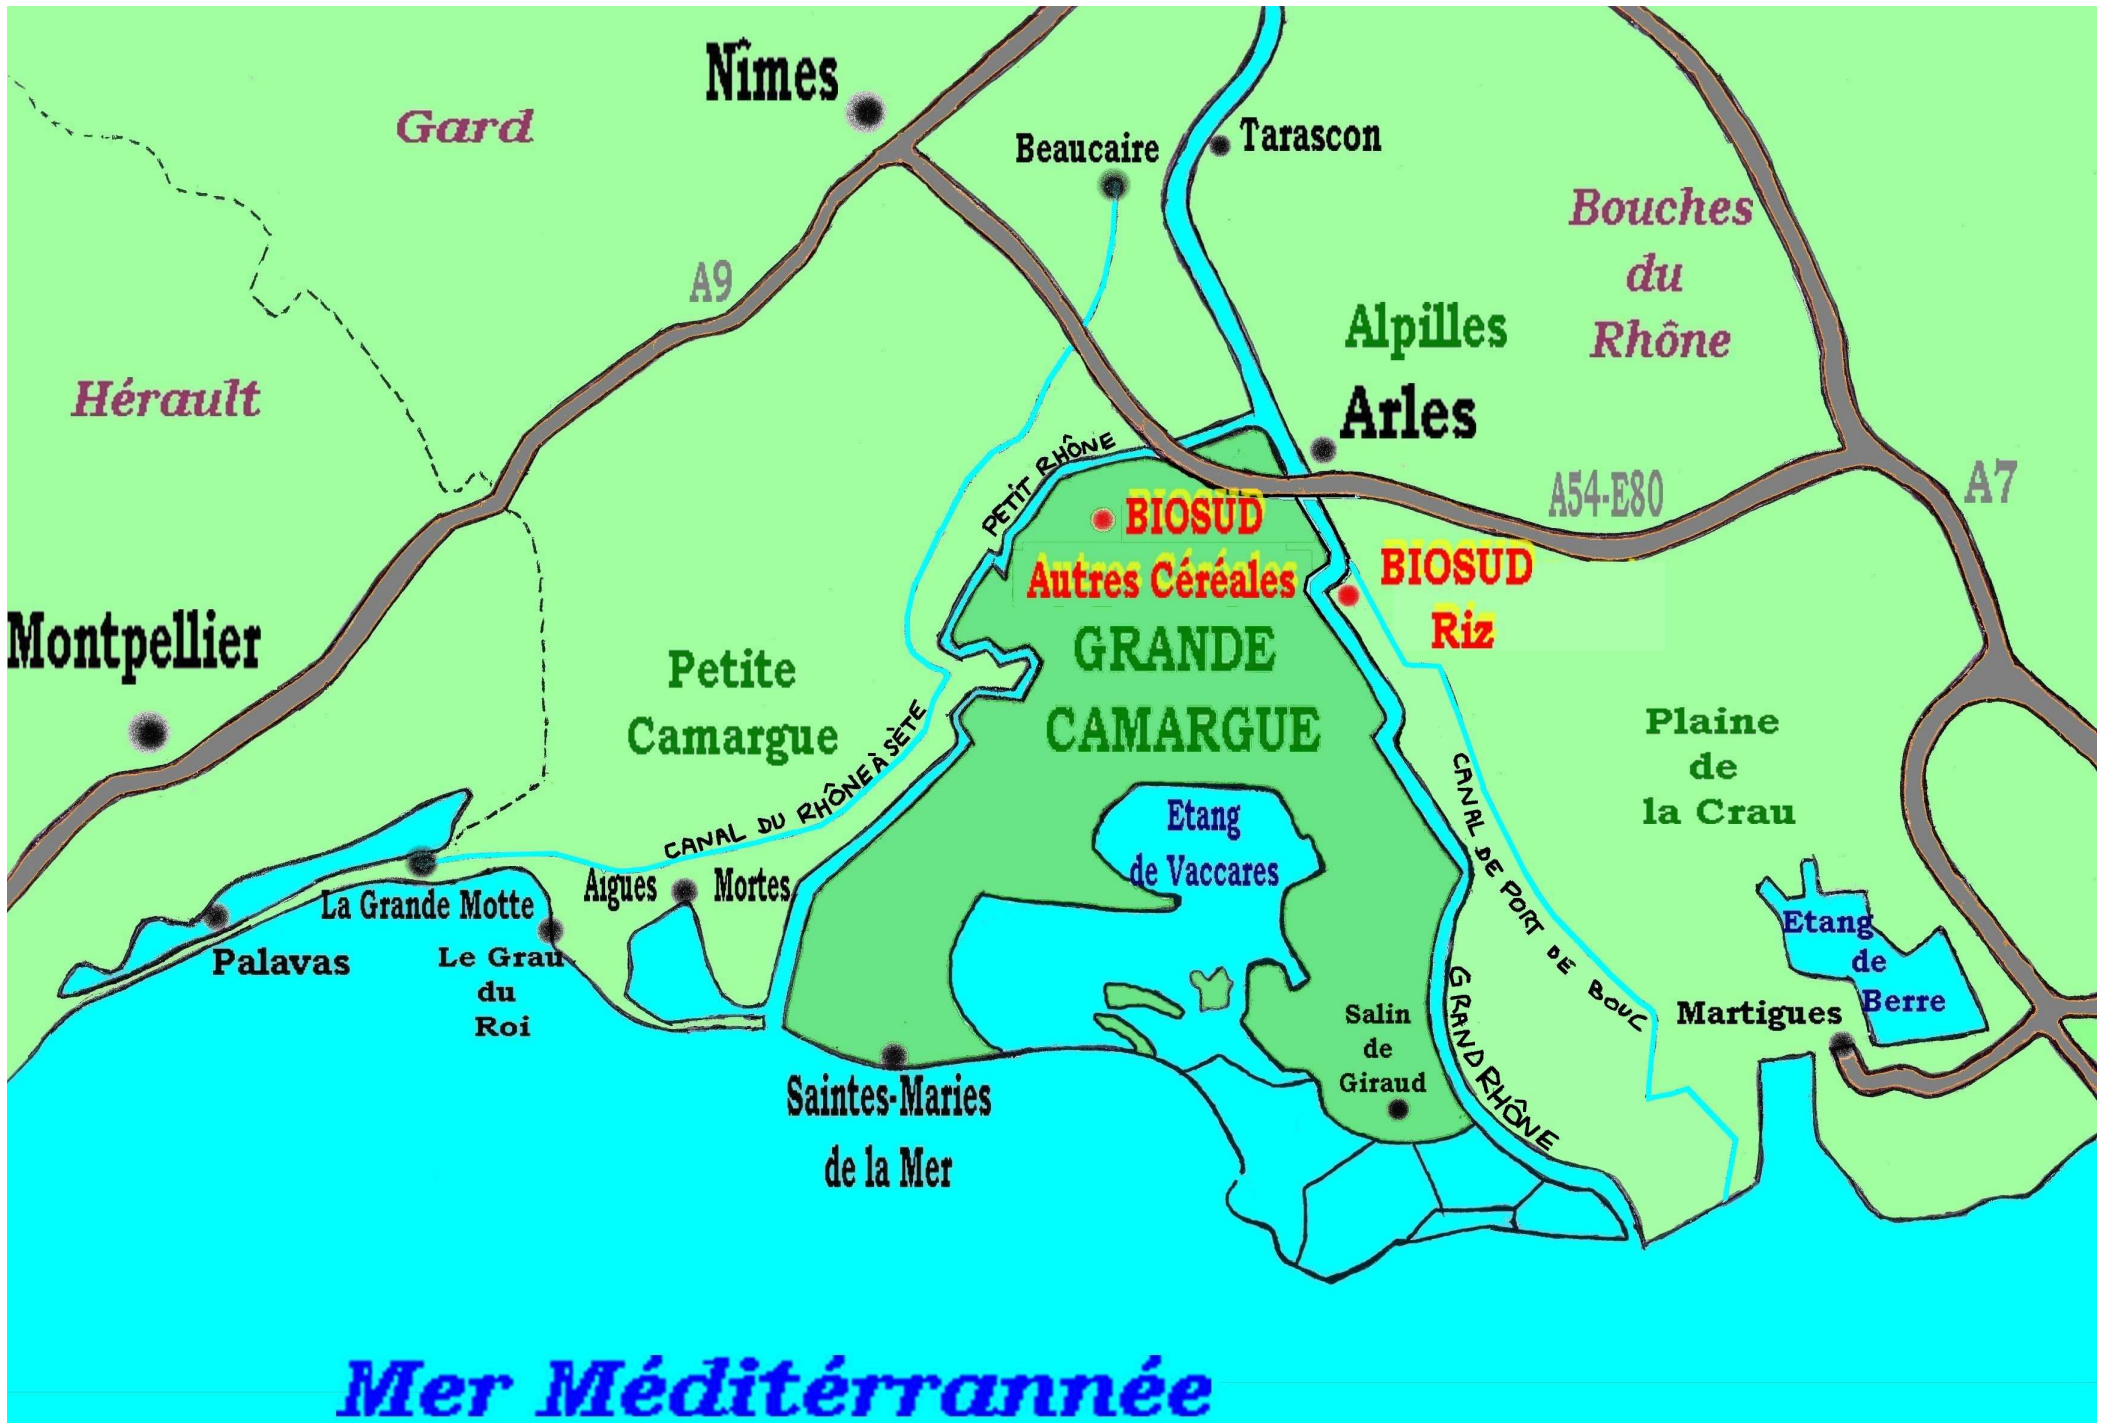 Nîmes
Gard
Beaucaire
Tarascon
Bouches
du
Rhône
A9
Alpilles
Hérault
Arles
PETIT RHÔNE
A54-E80
A7
BIOSUD
Autres Céréales
BIOSUD
Riz
Montpellier
GRANDE
CAMARGUE
Petite
Camargue
CANAL DU RHÔNE À SÈTE
CANAL DE PORT DE BOUC
Plaine
de
la Crau
Etang
de Vaccares
Aigues Mortes
La Grande Motte
Palavas
Le Grau
du
Roi
Etang
de
Berre
Martigues
Salin
de
Giraud
GRAND RHÔNE
Saintes-Maries
de la Mer
Mer Méditérrannée